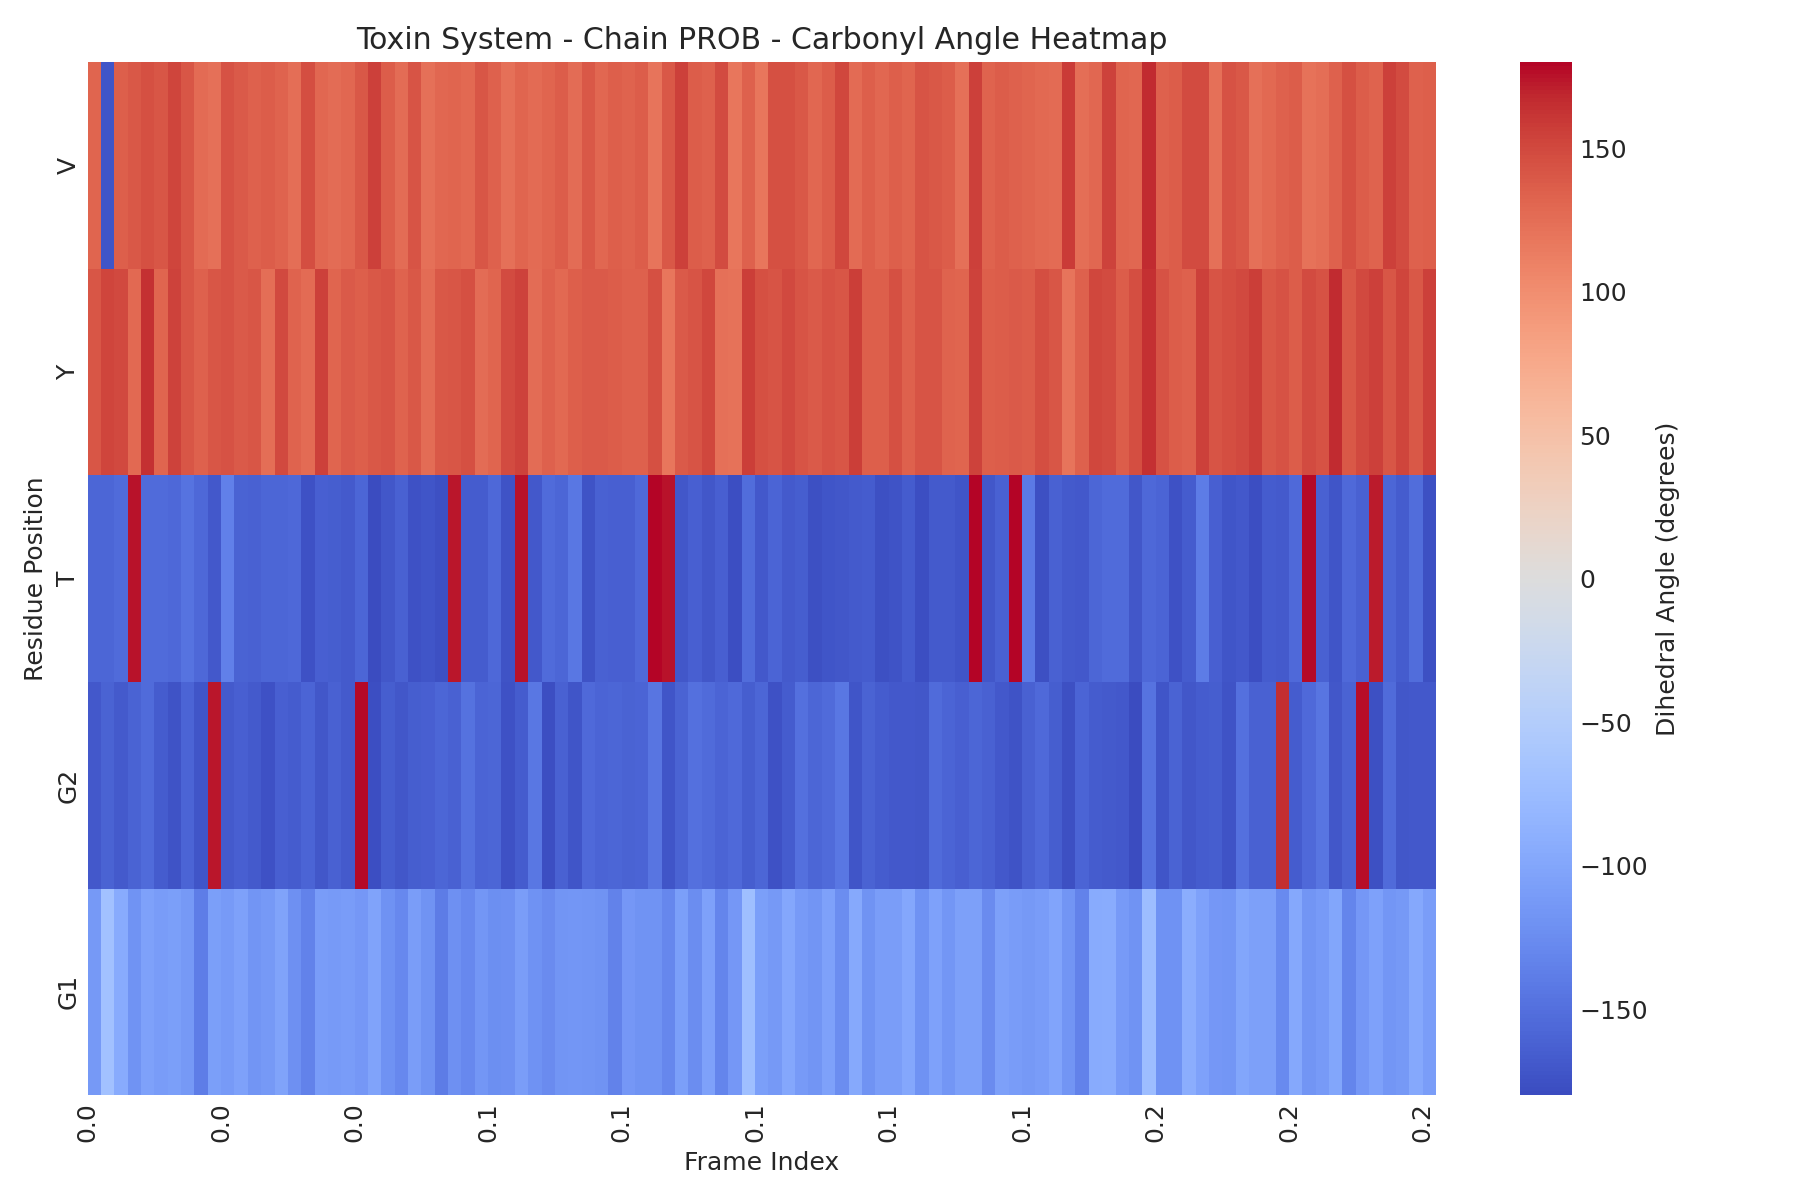 Toxin System - Chain PROB - Carbonyl Angle Heatmap
Residue Position
V
Y
T
G2
G1
0.0
0.0
0.0
0.1
0.1
0.1
0.1
0.1
0.2
0.2
0.2
Frame Index
150
100
50
0
−50
−100
−150
Dihedral Angle (degrees)